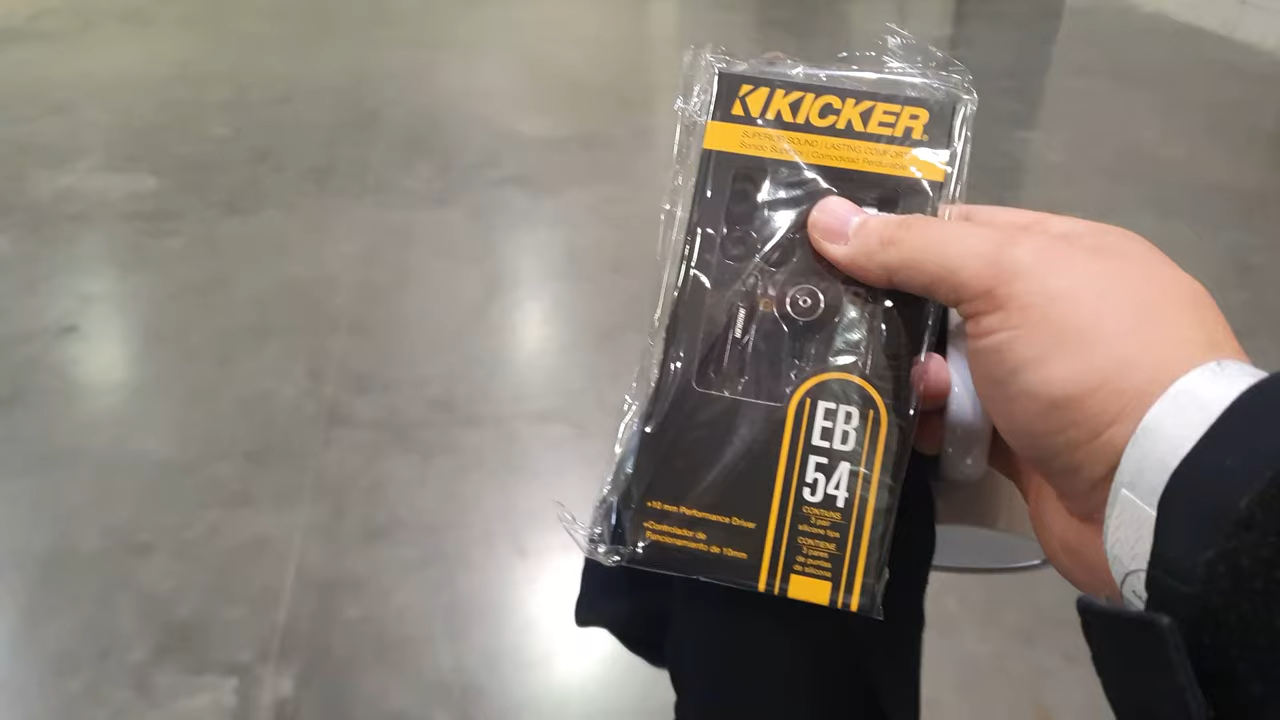 KICKER
SUPERIOR SOUND | LASTING COMFORT
Sonido Superior | Comodidad Perdurable
KICKER
EB
54
CONTAINS
3 pair
silicone tips
CONTIENE
3 pares
de puntas
de silicona
•10 mm Performance Driver
•Controlador de
Funcionamiento de 10mm